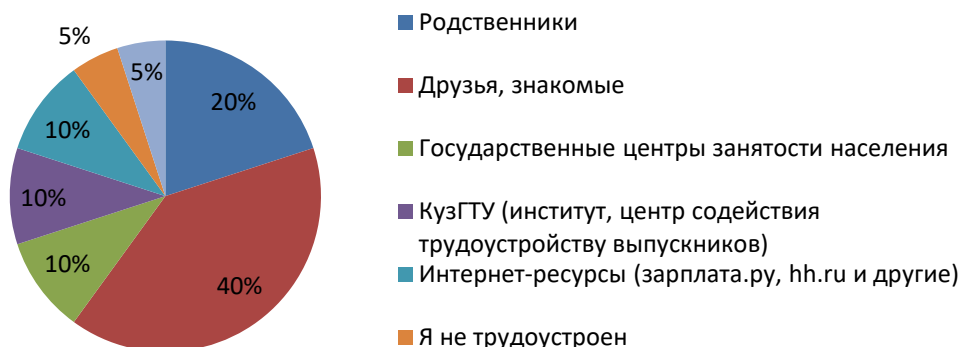 5%
5%
20%
10%
10%
10%
40%
Родственники
Друзья, знакомые
Государственные центры занятости населения
КузГТУ (институт, центр содействия
трудоустройству выпускников)
Интернет-ресурсы (зарплата.ру, hh.ru и другие)
Я не трудоустроен